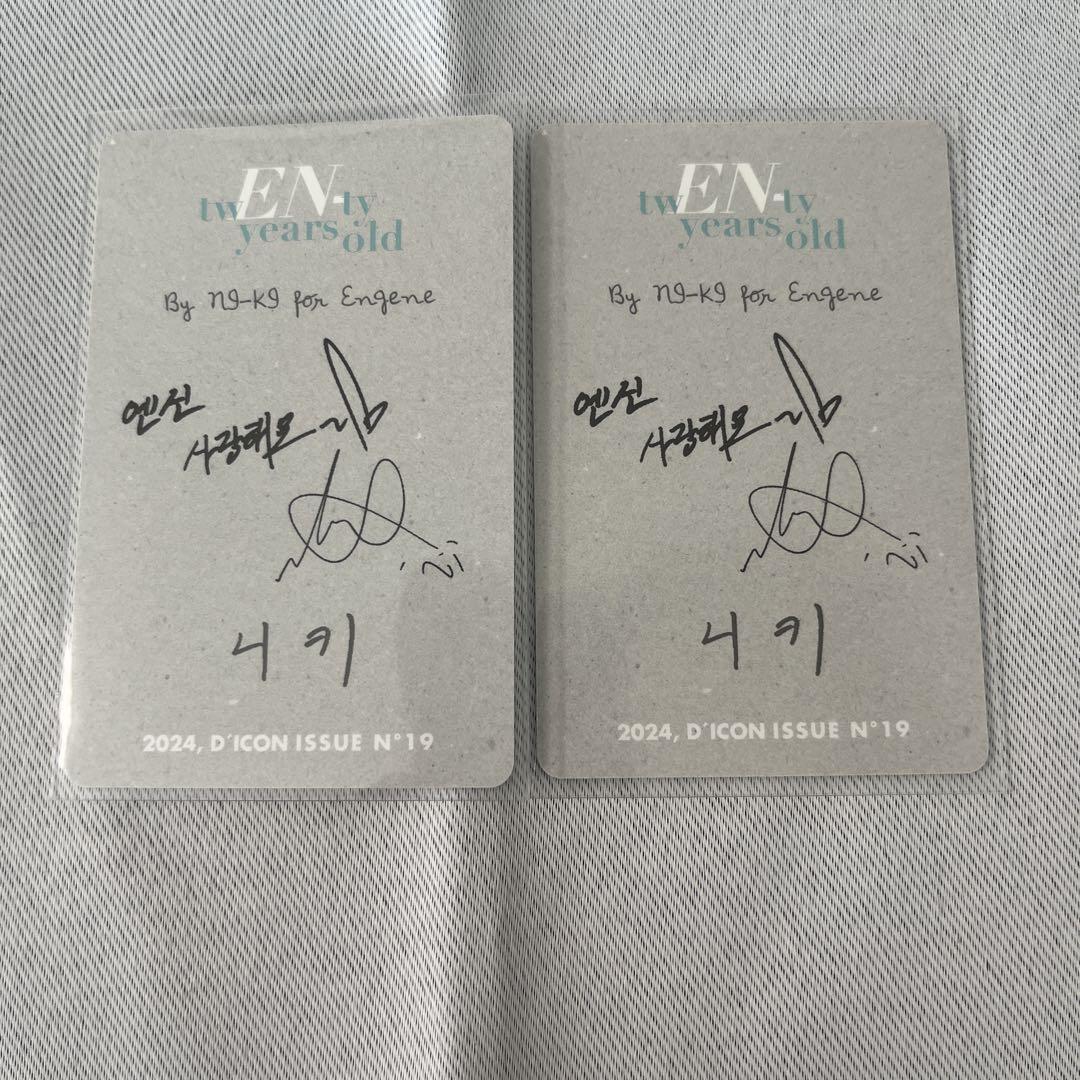 twEN-ty
years old
By NI-KI for Engene
엔진
사랑해요~
니키
2024, D'ICON ISSUE N°19
twEN-ty
years old
By NI-KI for Engene
엔진
사랑해요~
니키
2024, D'ICON ISSUE N°19